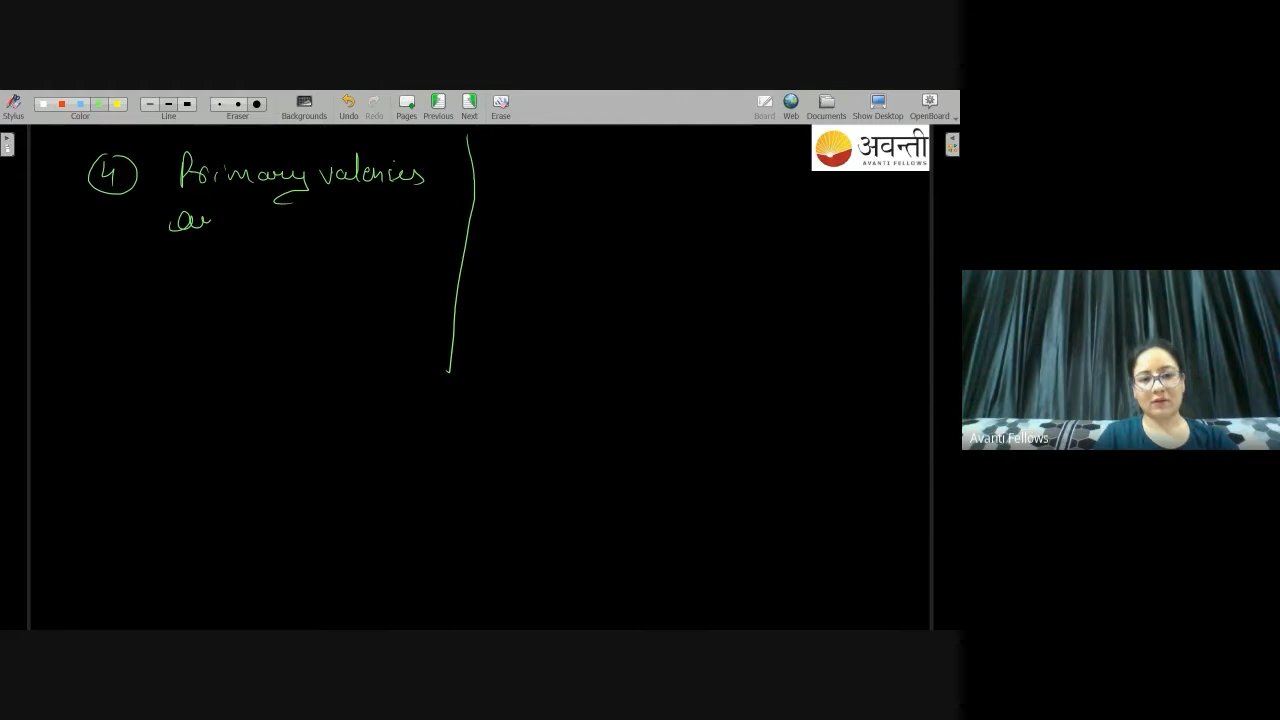 Stylus
Color
Line
Eraser
Backgrounds
Undo
Redo
Pages
Previous
Next
Erase
Board
Web
Documents
Show Desktop
OpenBoard
अवन्ती
AVANTI FELLOWS
4 Primary valencies
are
Avanti Fellows